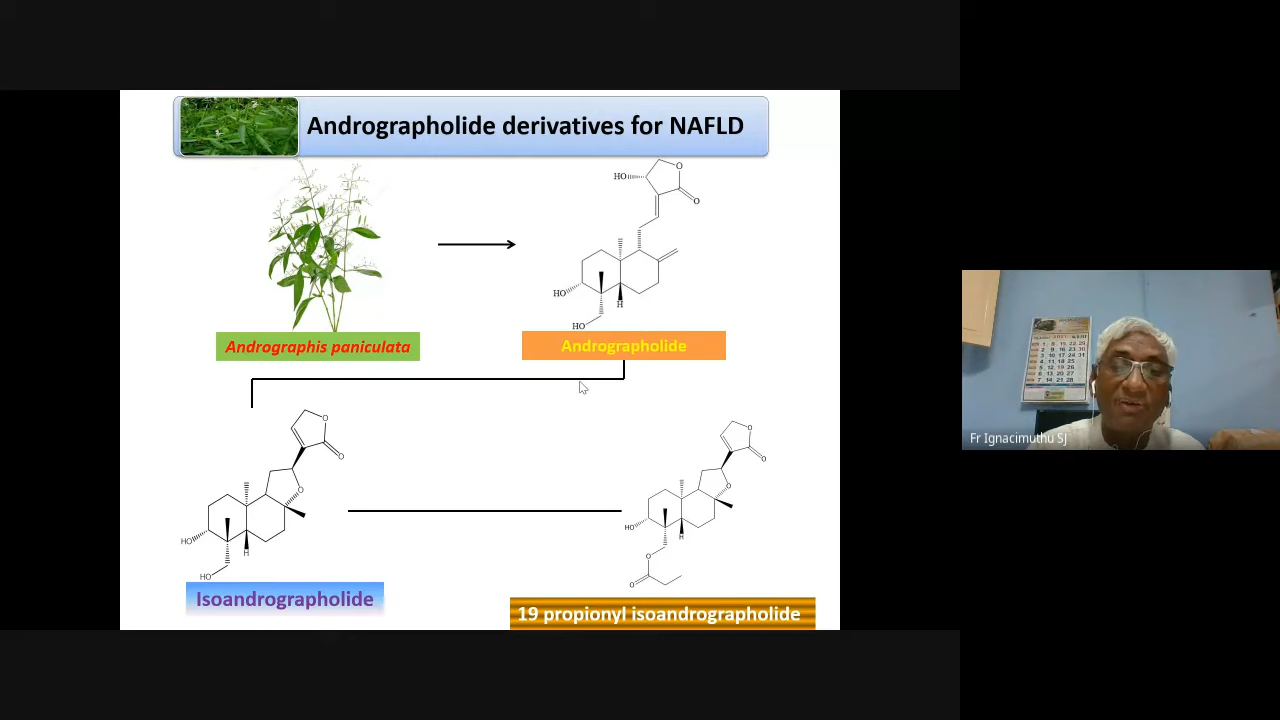 Andrographolide derivatives for NAFLD
O
HO
O
HO
H
HO
Andrographis paniculata
Andrographolide
O
O
O
HO
H
HO
Isoandrographolide
O
O
O
HO
H
O
O
19 propionyl isoandrographolide
Fr Ignacimuthu SJ